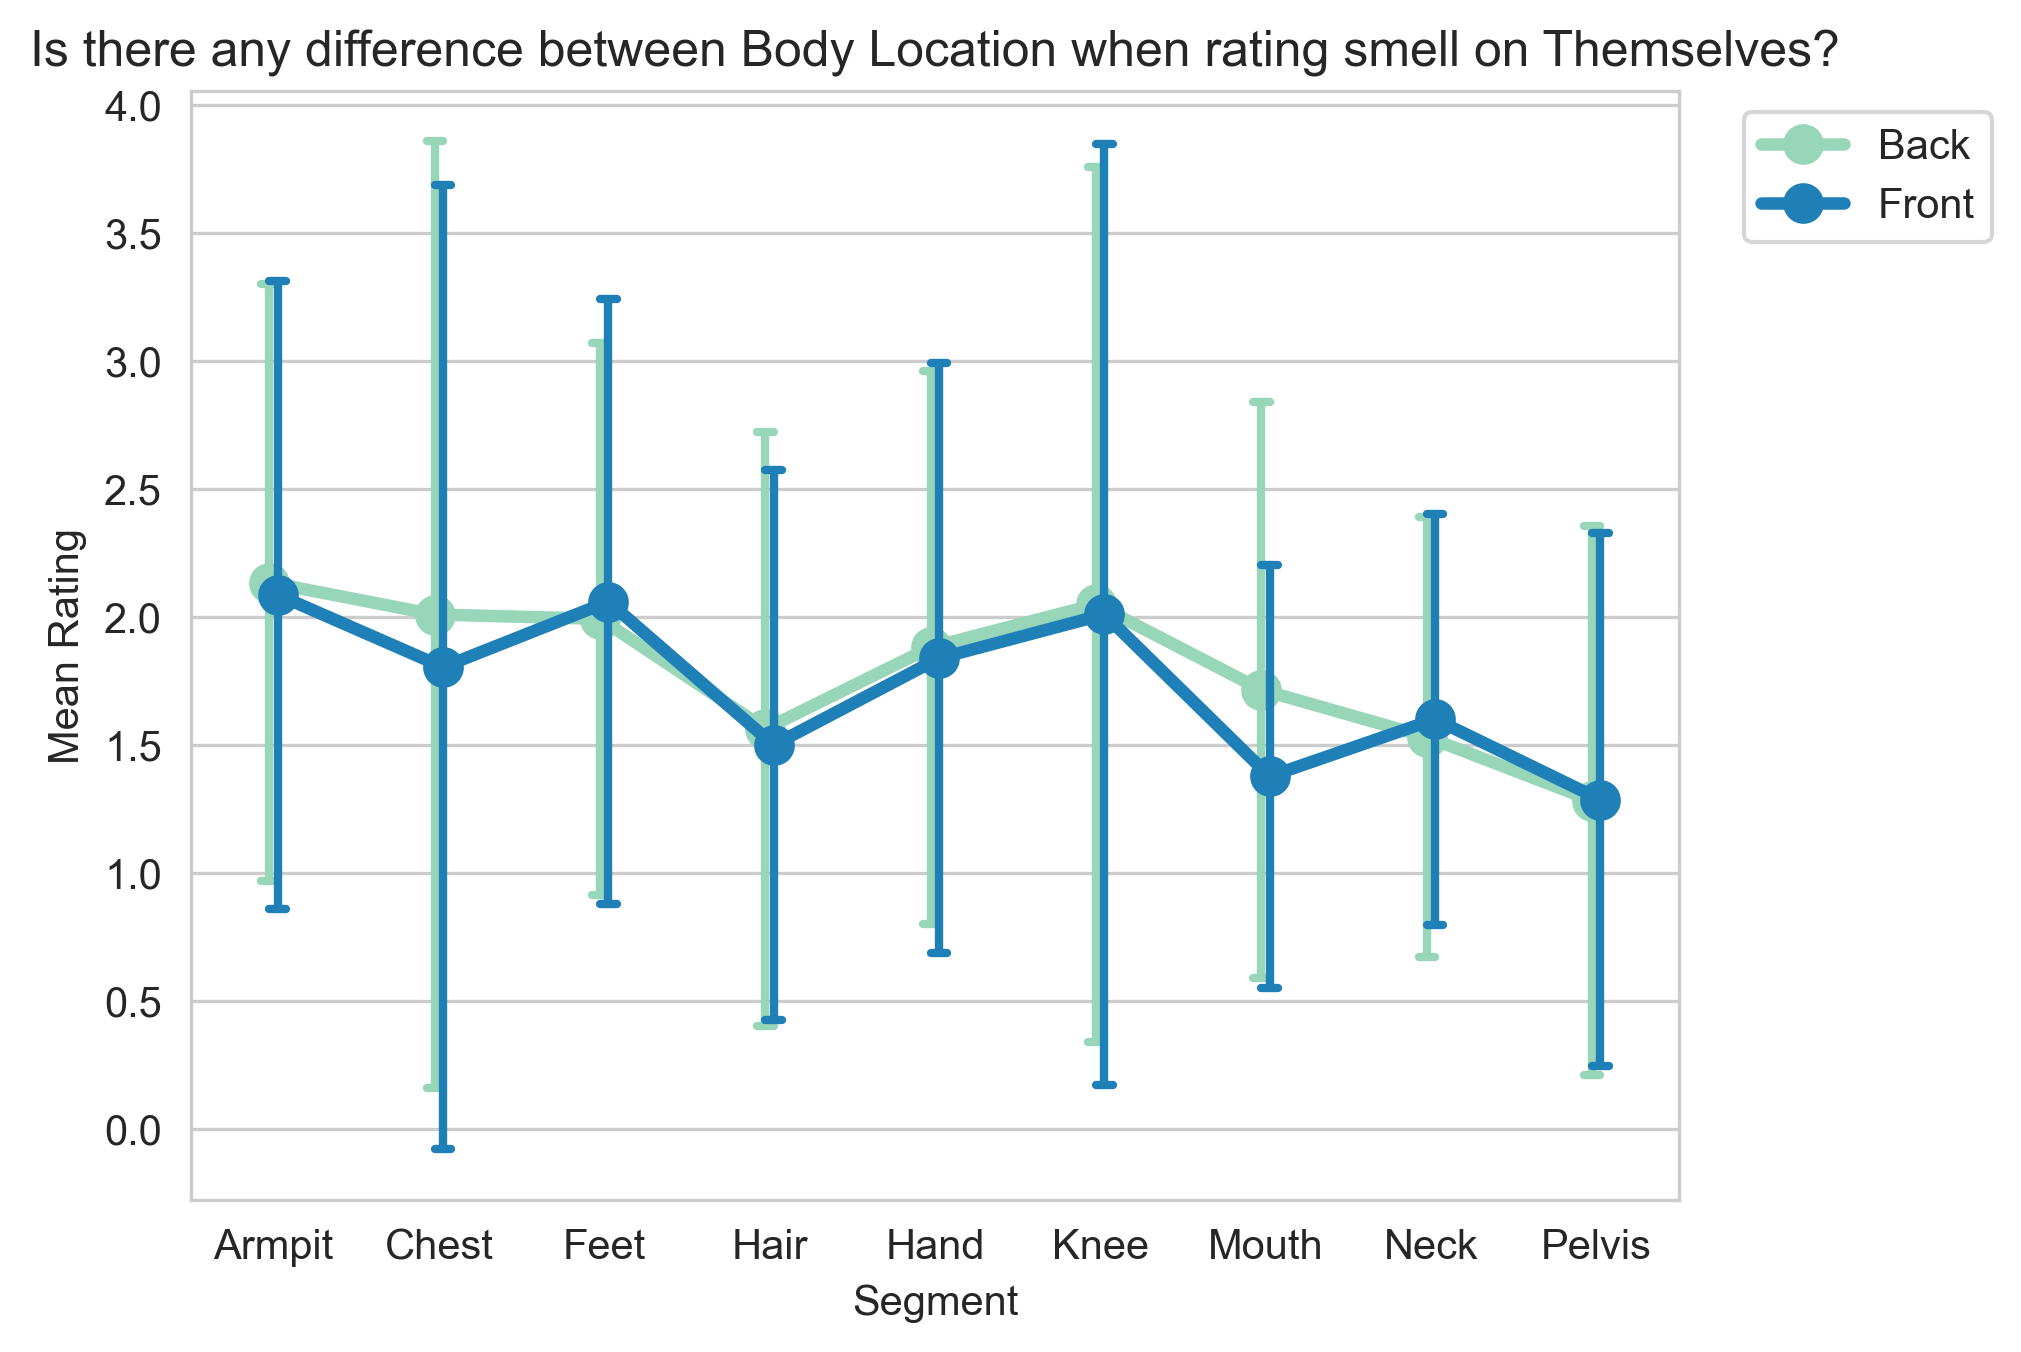 Is there any difference between Body Location when rating smell on Themselves?
Back
Front
4.0
3.5
3.0
2.5
2.0
1.5
1.0
0.5
0.0
Mean Rating
Armpit Chest Feet Hair Hand Knee Mouth Neck Pelvis
Segment